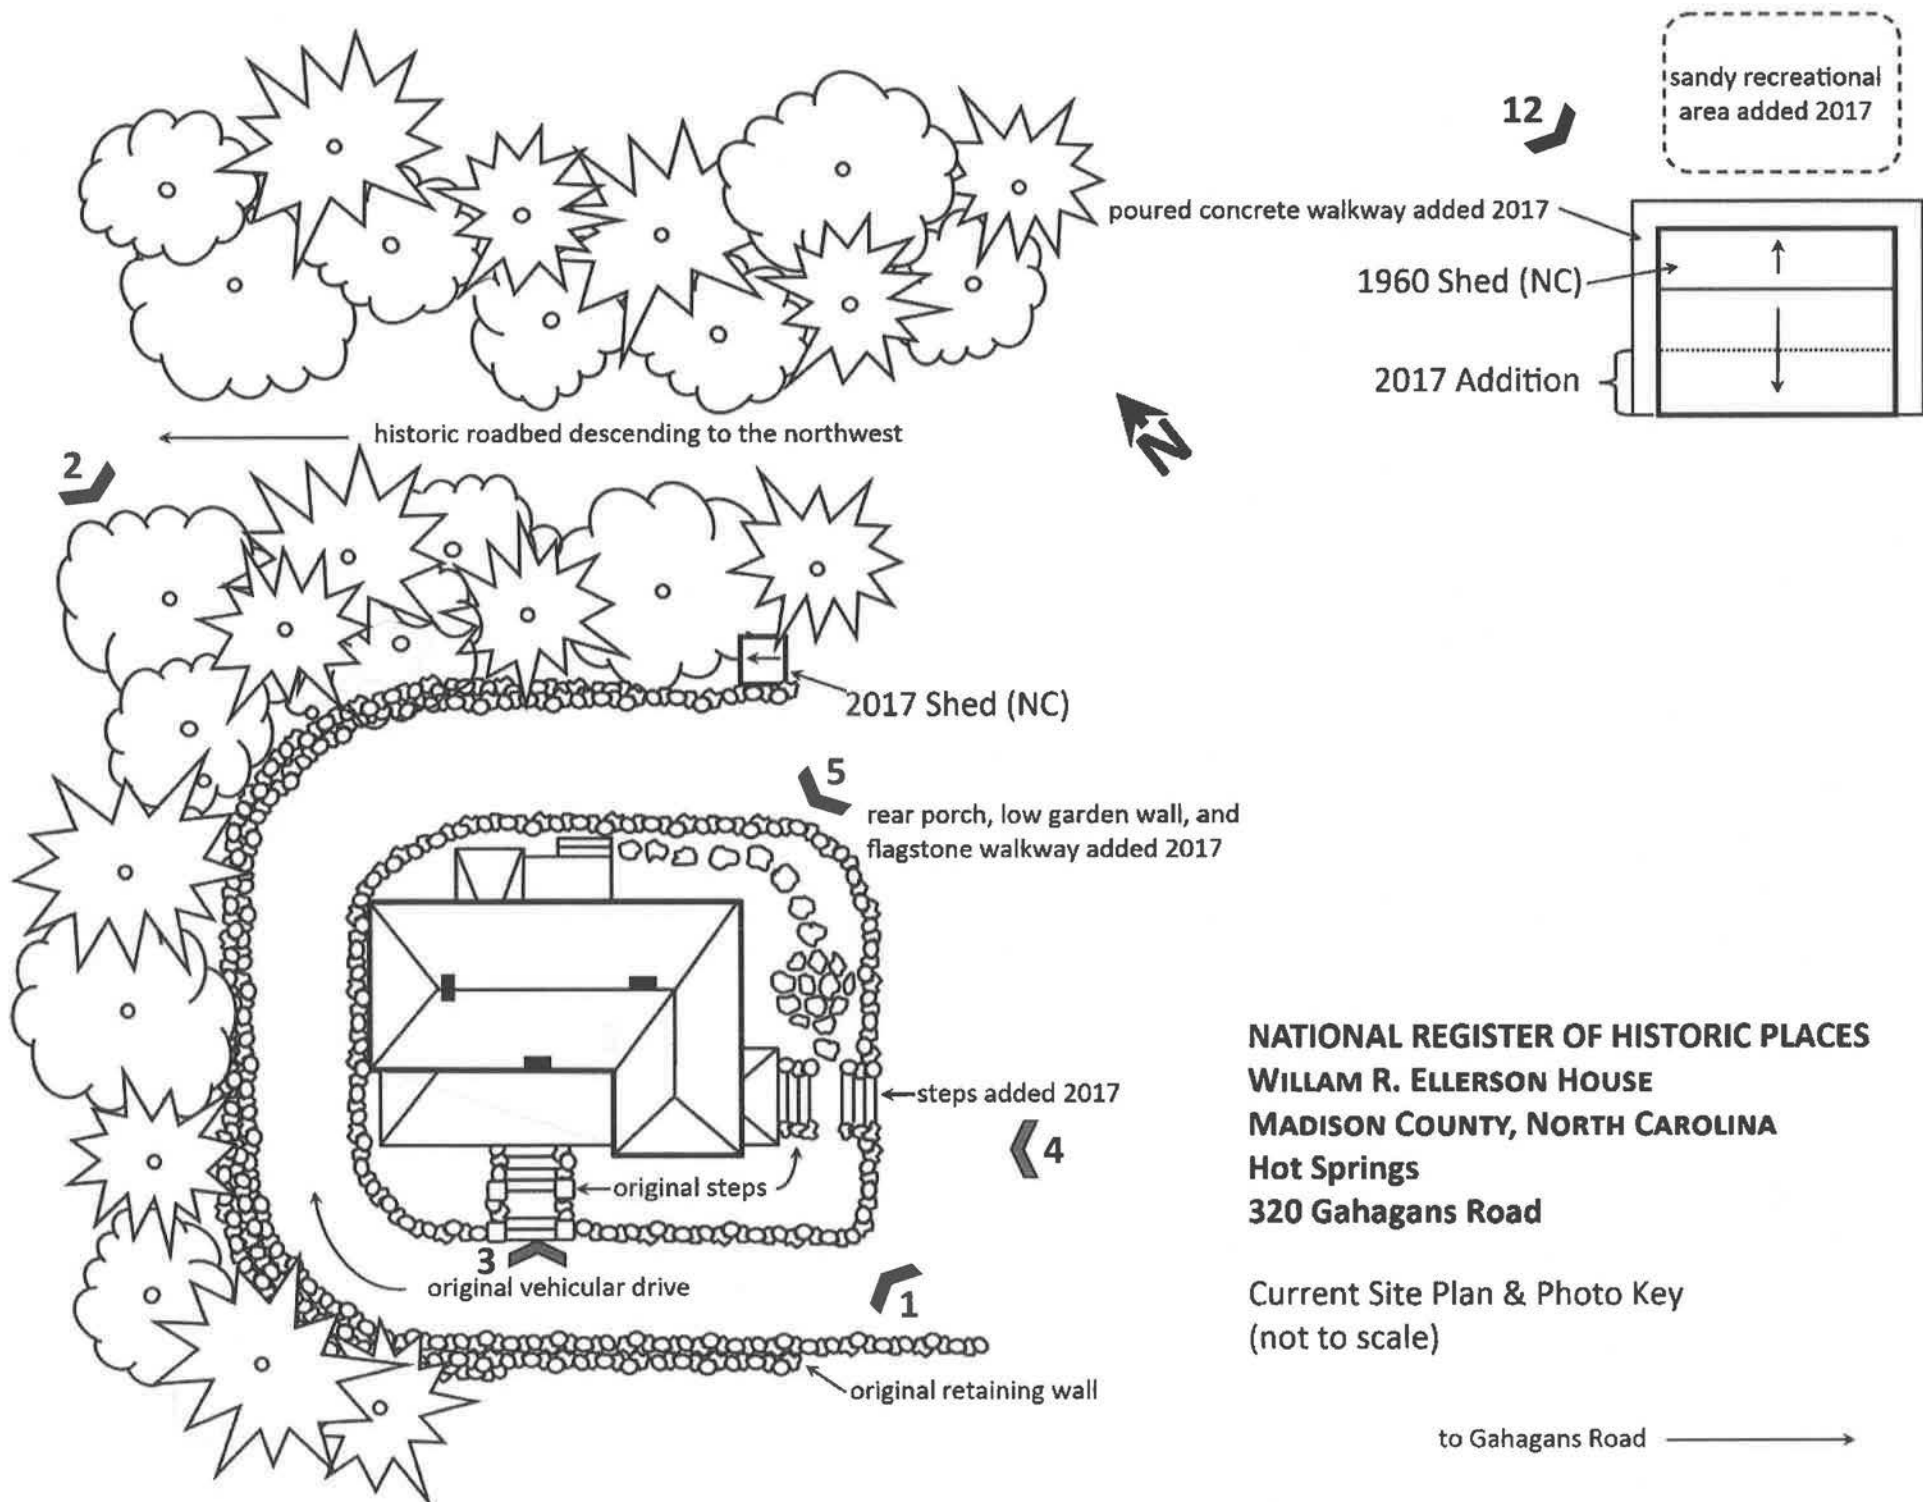 sandy recreational
area added 2017
12
poured concrete walkway added 2017
1960 Shed (NC)
2017 Addition
historic roadbed descending to the northwest
N
2
2017 Shed (NC)
5
rear porch, low garden wall, and
flagstone walkway added 2017
steps added 2017
4
original steps
3
original vehicular drive
1
original retaining wall
NATIONAL REGISTER OF HISTORIC PLACES
WILLAM R. ELLERSON HOUSE
MADISON COUNTY, NORTH CAROLINA
Hot Springs
320 Gahagans Road
Current Site Plan & Photo Key
(not to scale)
to Gahagans Road